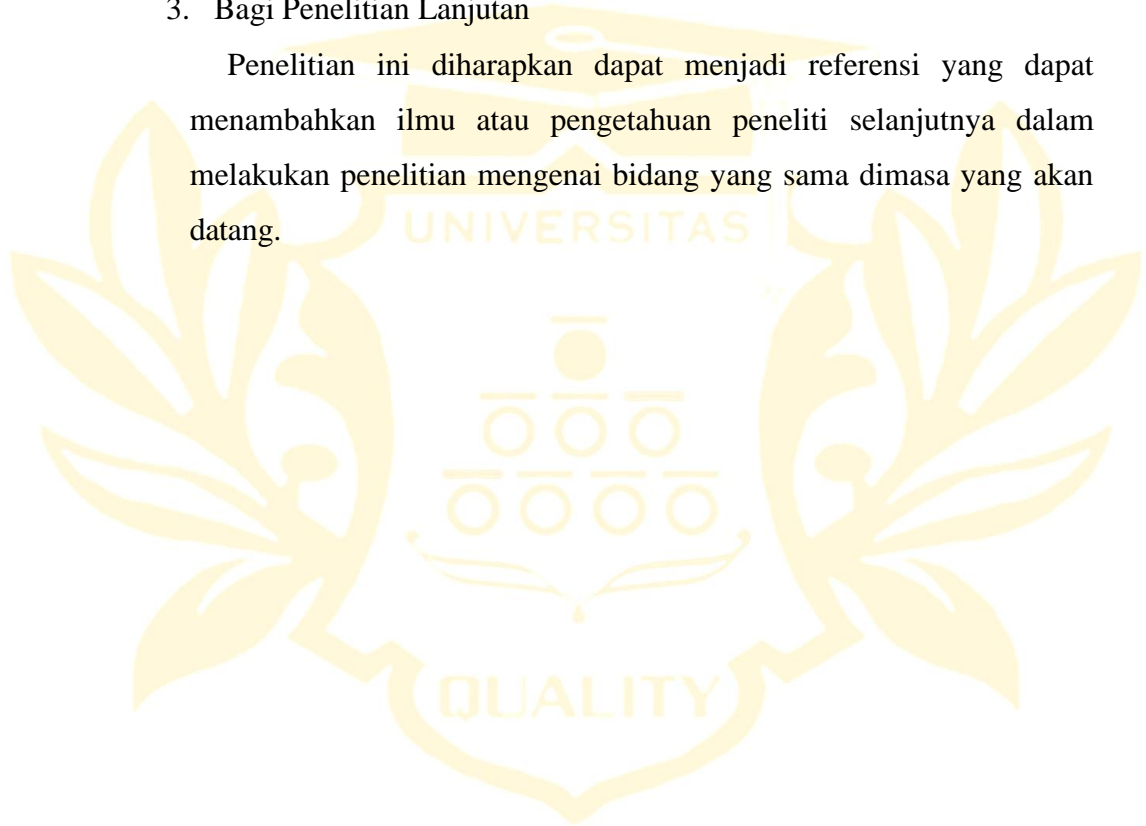 3. Bagi Penelitian Lanjutan
Penelitian ini diharapkan dapat menjadi referensi yang dapat
menambahkan ilmu atau pengetahuan peneliti selanjutnya dalam
melakukan penelitian mengenai bidang yang sama dimasa yang akan
datang.
UNIVERSITAS
QUALITY